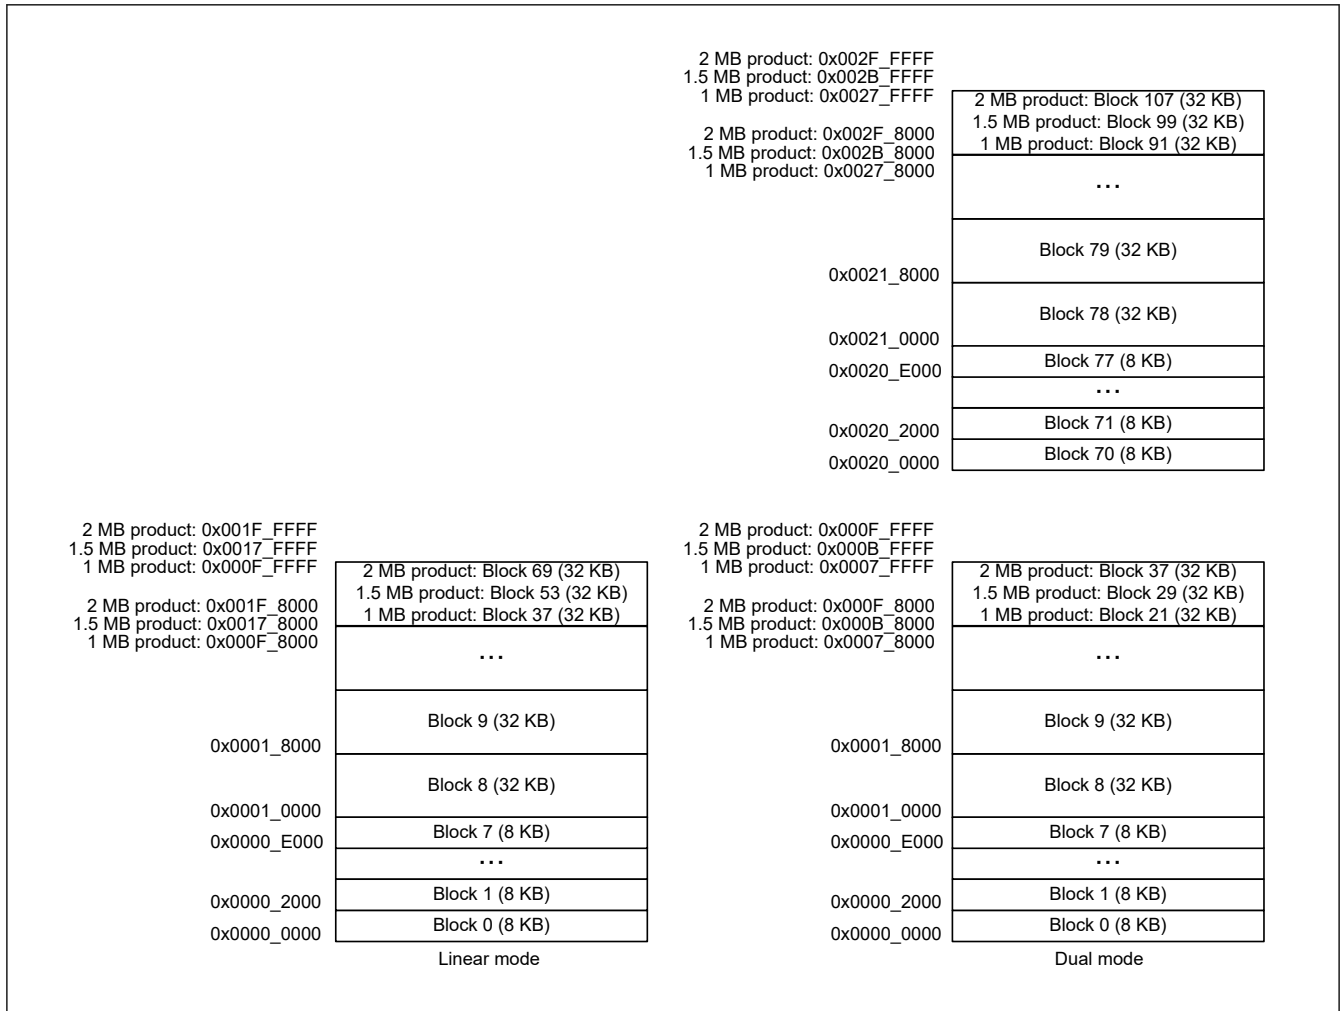 2 MB product: 0x002F_FFFF
1.5 MB product: 0x002B_FFFF
1 MB product: 0x0027_FFFF
2 MB product: Block 107 (32 KB)
1.5 MB product: Block 99 (32 KB)
1 MB product: Block 91 (32 KB)
2 MB product: 0x002F_8000
1.5 MB product: 0x002B_8000
1 MB product: 0x0027_8000
...
Block 79 (32 KB)
0x0021_8000
Block 78 (32 KB)
0x0021_0000
Block 77 (8 KB)
0x0020_E000
...
Block 71 (8 KB)
0x0020_2000
Block 70 (8 KB)
0x0020_0000
2 MB product: 0x001F_FFFF
1.5 MB product: 0x0017_FFFF
1 MB product: 0x000F_FFFF
2 MB product: Block 69 (32 KB)
1.5 MB product: Block 53 (32 KB)
1 MB product: Block 37 (32 KB)
2 MB product: 0x001F_8000
1.5 MB product: 0x0017_8000
1 MB product: 0x000F_8000
...
Block 9 (32 KB)
0x0001_8000
Block 8 (32 KB)
0x0001_0000
Block 7 (8 KB)
0x0000_E000
...
Block 1 (8 KB)
0x0000_2000
Block 0 (8 KB)
0x0000_0000
Linear mode
2 MB product: 0x000F_FFFF
1.5 MB product: 0x000B_FFFF
1 MB product: 0x0007_FFFF
2 MB product: Block 37 (32 KB)
1.5 MB product: Block 29 (32 KB)
1 MB product: Block 21 (32 KB)
2 MB product: 0x000F_8000
1.5 MB product: 0x000B_8000
1 MB product: 0x0007_8000
...
Block 9 (32 KB)
0x0001_8000
Block 8 (32 KB)
0x0001_0000
Block 7 (8 KB)
0x0000_E000
...
Block 1 (8 KB)
0x0000_2000
Block 0 (8 KB)
0x0000_0000
Dual mode